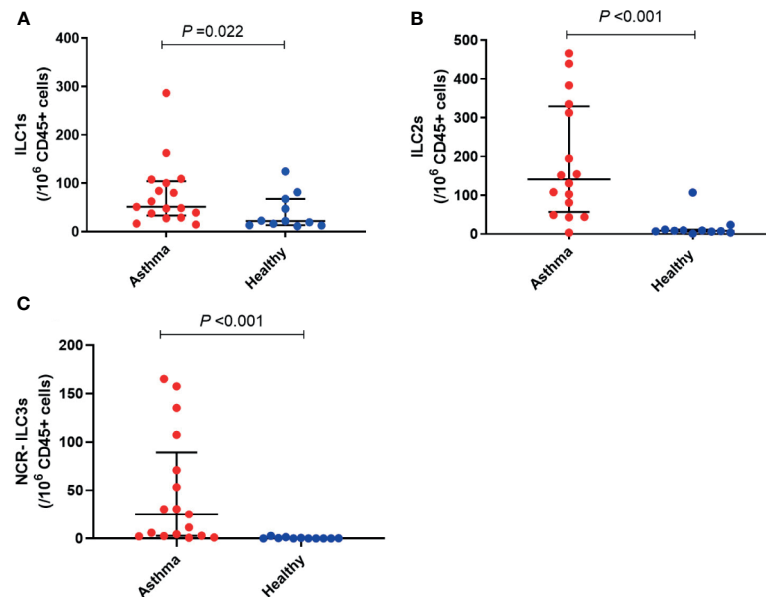 A
P =0.022
400
300
200
100
0
ILC1s
(/10⁶ CD45+ cells)
Asthma
Healthy
B
P <0.001
500
400
300
200
100
0
ILC2s
(/10⁶ CD45+ cells)
Asthma
Healthy
C
P <0.001
200
150
100
50
0
NCR- ILC3s
(/10⁶ CD45+ cells)
Asthma
Healthy